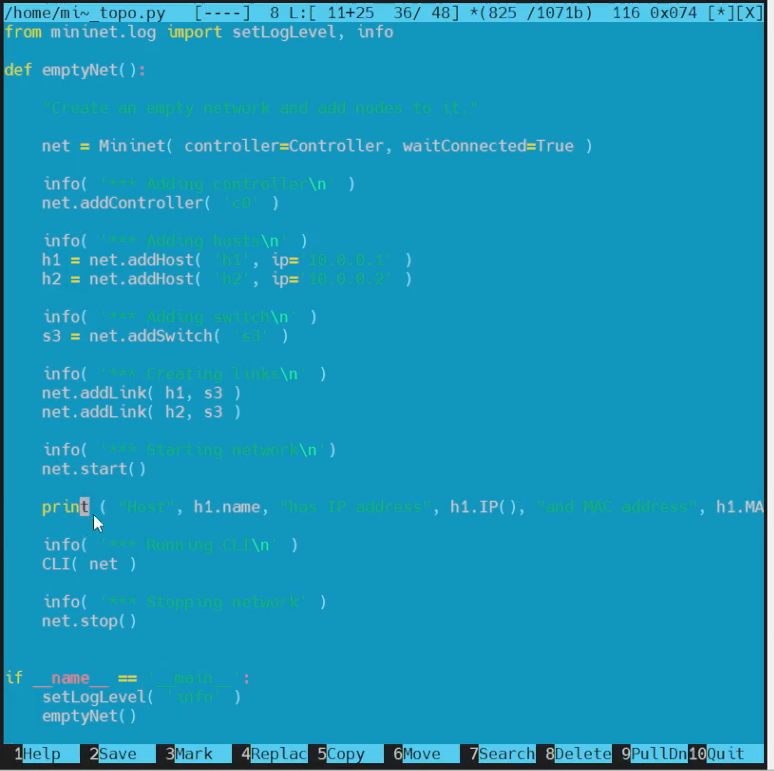 /home/mi~_topo.py   [----]  8 L:[ 11+25  36/ 48] *(825 /1071b)  116 0x074 [*][X]
from mininet.log import setLogLevel, info
def emptyNet():
    "Create an empty network and add nodes to it."
    net = Mininet( controller=Controller, waitConnected=True )
    info( '*** Adding controller\n' )
    net.addController( 'c0' )
    info( '*** Adding hosts\n' )
    h1 = net.addHost( 'h1', ip='10.0.0.1' )
    h2 = net.addHost( 'h2', ip='10.0.0.2' )
    info( '*** Adding switch\n' )
    s3 = net.addSwitch( 's3' )
    info( '*** Creating links\n' )
    net.addLink( h1, s3 )
    net.addLink( h2, s3 )
    info( '*** Starting network\n')
    net.start()
    print ( "Host", h1.name, "has IP address", h1.IP(), "and MAC address", h1.MA
    info( '*** Running CLI\n' )
    CLI( net )
    info( '*** Stopping network' )
    net.stop()
if __name__ == '__main__':
    setLogLevel( 'info' )
    emptyNet()
1Help 2Save 3Mark 4Replac 5Copy 6Move 7Search 8Delete 9PullDn 10Quit